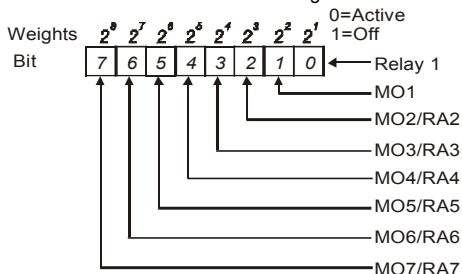 0=Active
Weights 2⁸ 2⁷ 2⁶ 2⁵ 2⁴ 2³ 2² 2¹ 1=Off
Bit 7 6 5 4 3 2 1 0 Relay 1
MO1
MO2/RA2
MO3/RA3
MO4/RA4
MO5/RA5
MO6/RA6
MO7/RA7